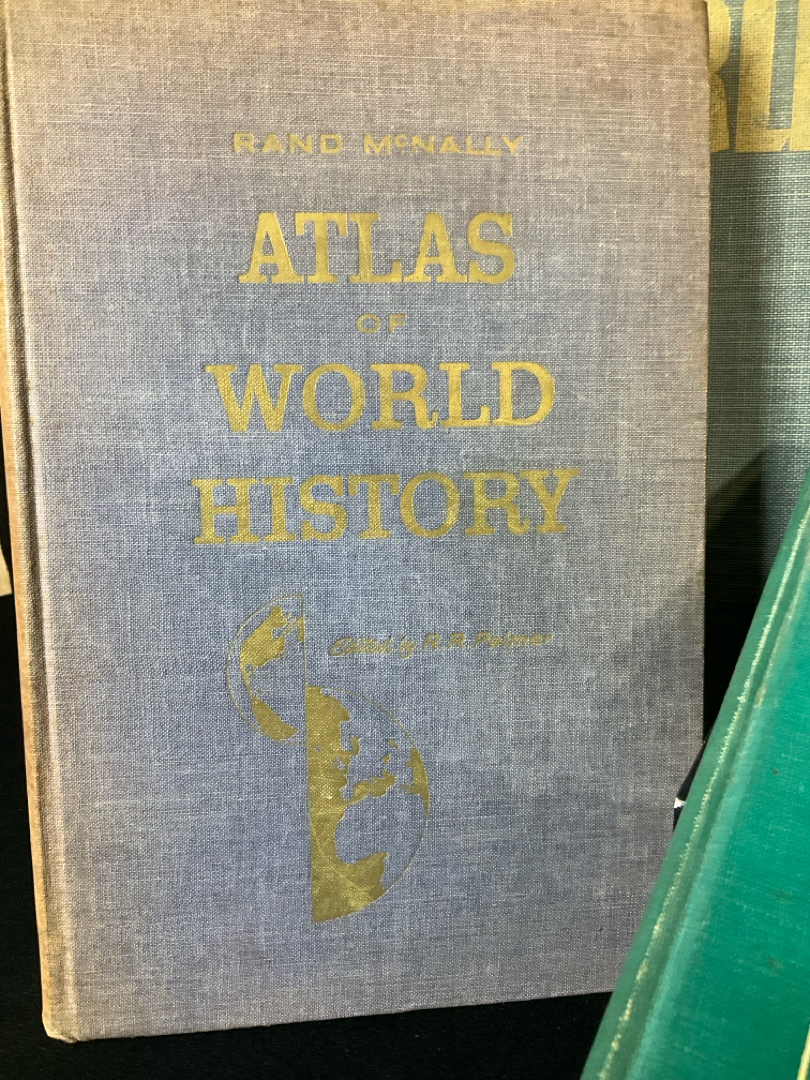 RAND McNALLY
ATLAS
OF
WORLD
HISTORY
Edited by R. R. Palmer